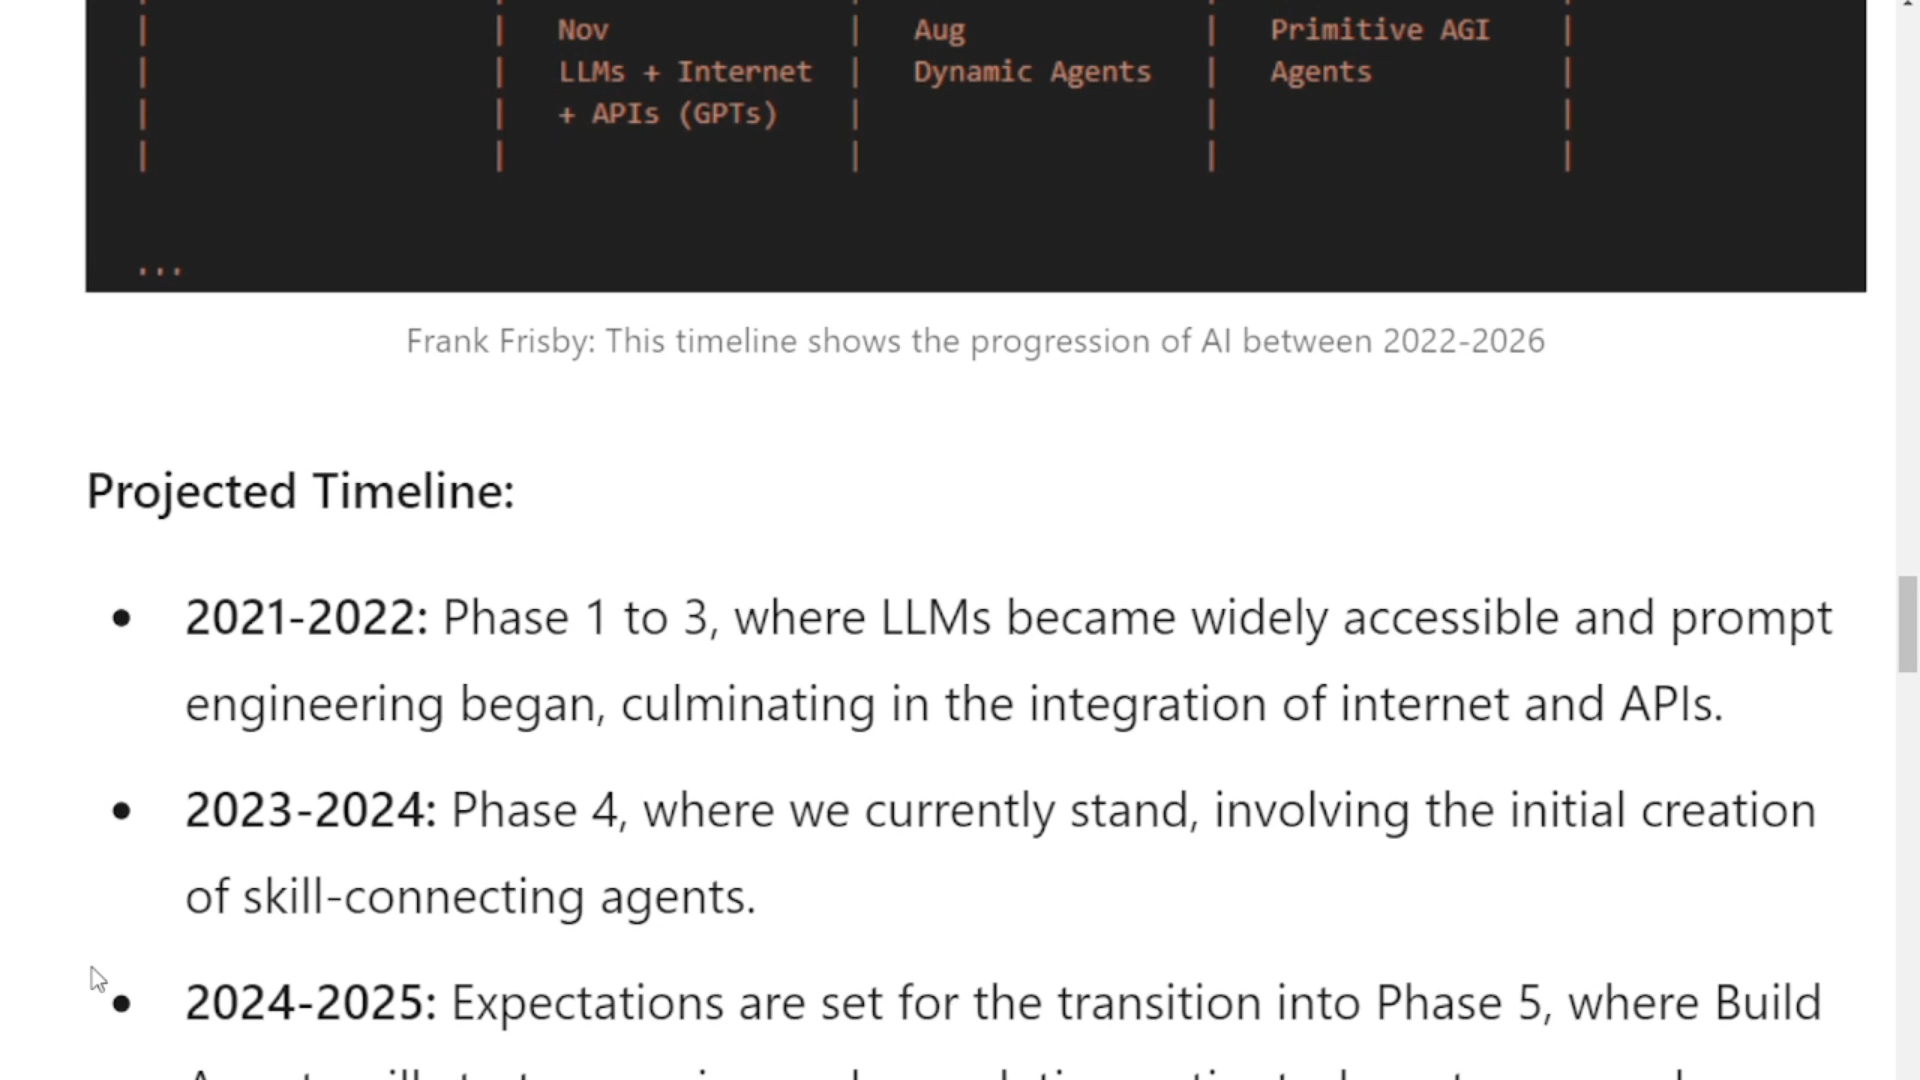 | | Nov | Aug | Primitive AGI |
| | LLMs + Internet | Dynamic Agents | Agents |
| | + APIs (GPTs) | | |
| | | | |
...
Frank Frisby: This timeline shows the progression of AI between 2022-2026
Projected Timeline:
• 2021-2022: Phase 1 to 3, where LLMs became widely accessible and prompt
engineering began, culminating in the integration of internet and APIs.
• 2023-2024: Phase 4, where we currently stand, involving the initial creation
of skill-connecting agents.
• 2024-2025: Expectations are set for the transition into Phase 5, where Build